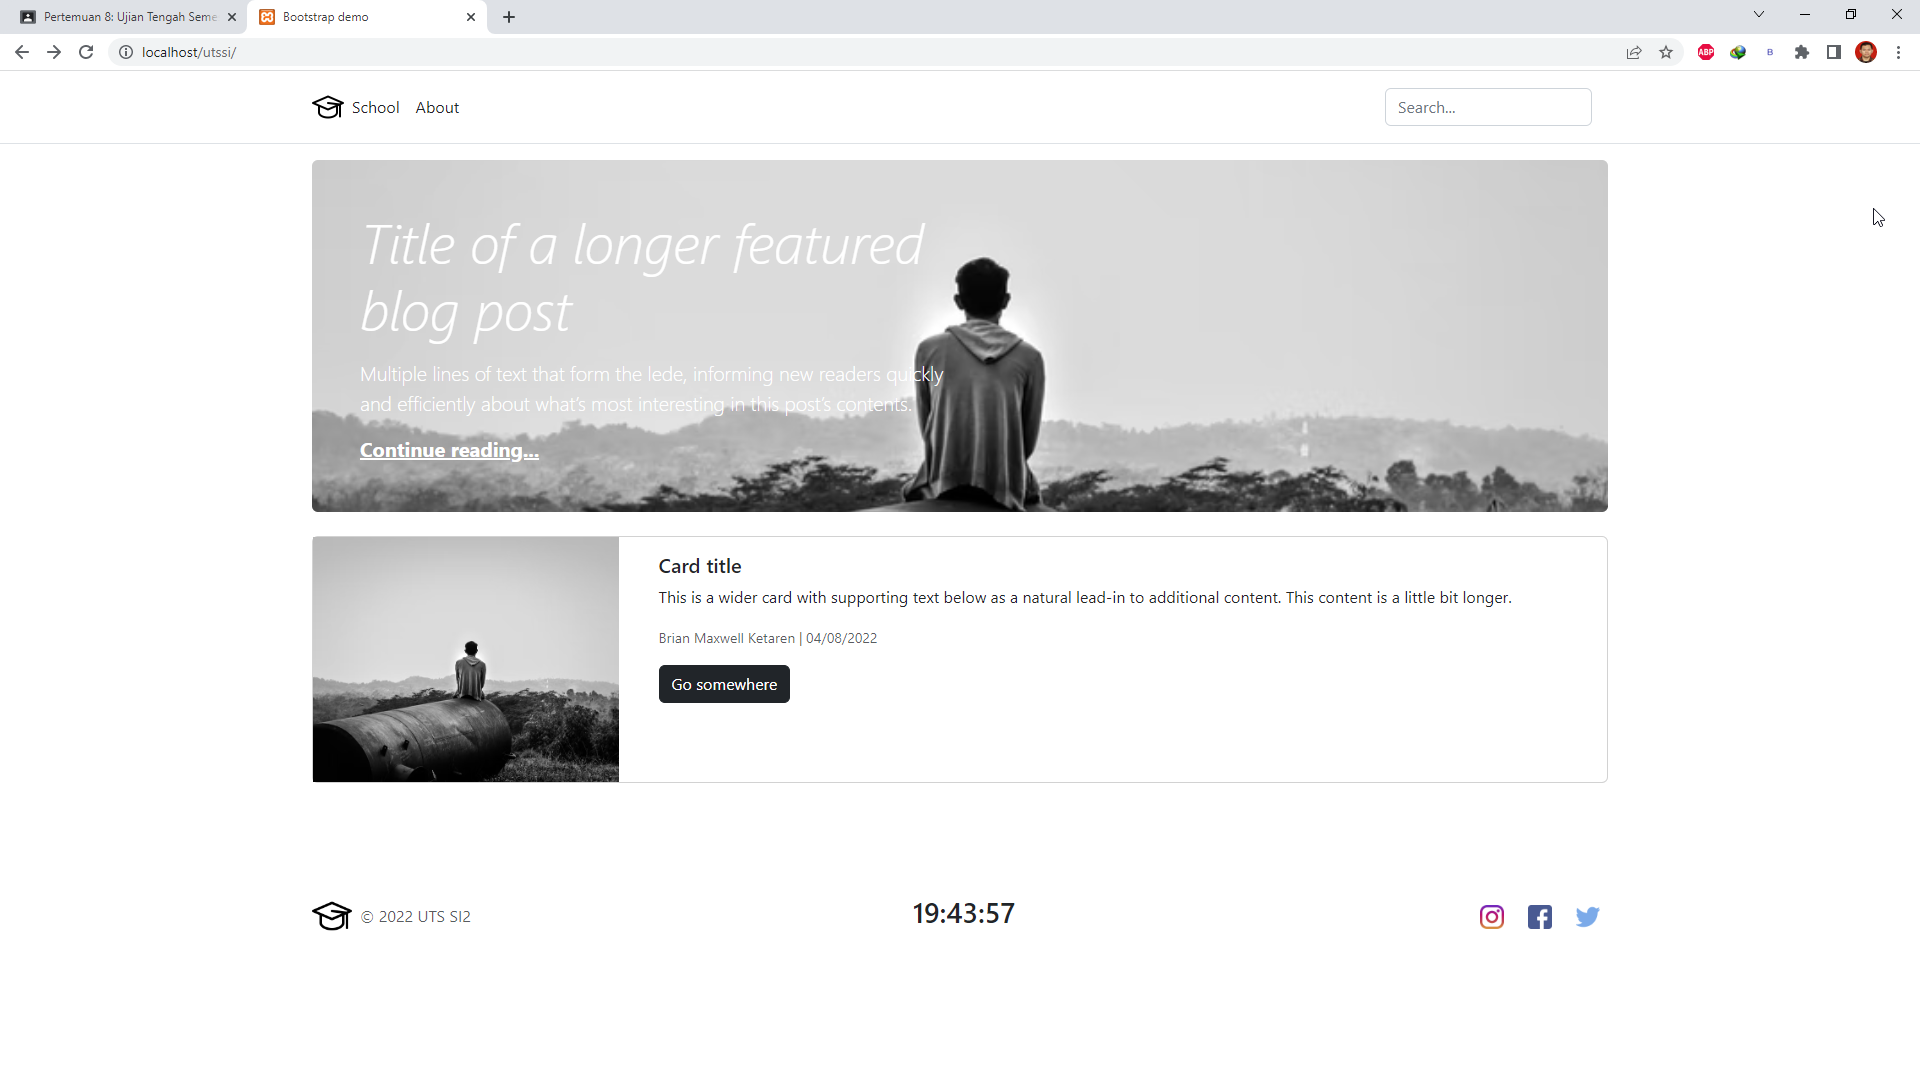 Pertemuan 8: Ujian Tengah Seme
Bootstrap demo
localhost/utssi/
ABP
B
School
About
Search...
Title of a longer featured
blog post
Multiple lines of text that form the lede, informing new readers quickly
and efficiently about what's most interesting in this post's contents.
Continue reading...
Card title
This is a wider card with supporting text below as a natural lead-in to additional content. This content is a little bit longer.
Brian Maxwell Ketaren | 04/08/2022
Go somewhere
© 2022 UTS SI2
19:43:57